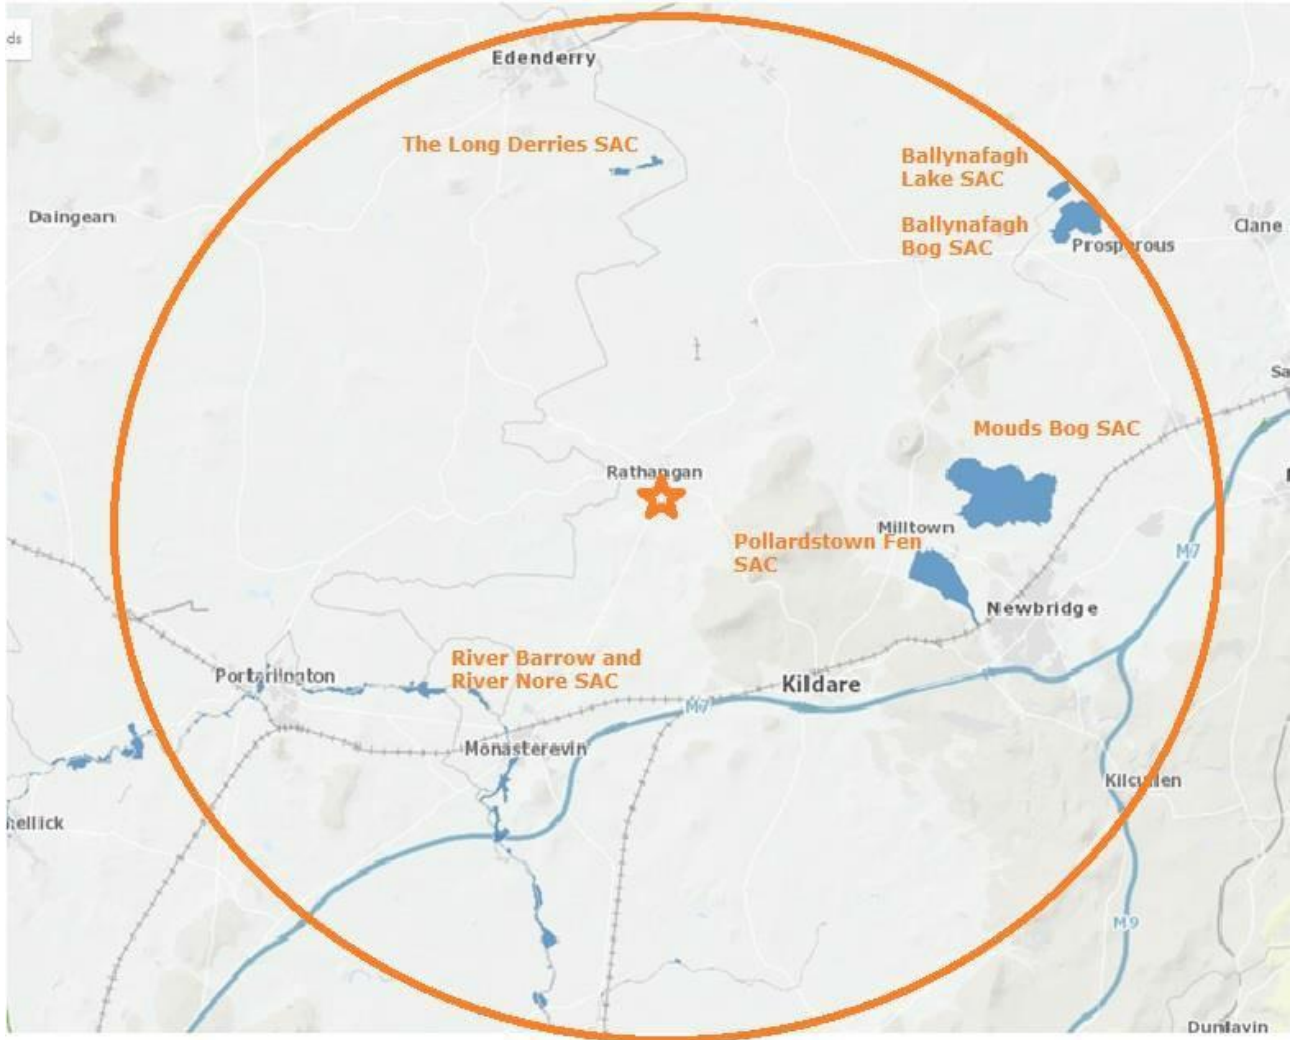 ds
Edenderry
The Long Derries SAC
Ballynafagh
Lake SAC
Daingean
Ballynafagh
Bog SAC
Clane
Prosperous
Sa
Mouds Bog SAC
Rathangan
Milltown
Pollardstown Fen
SAC
M7
Newbridge
River Barrow and
River Nore SAC
Portarlington
Kildare
M7
Monasterevin
Kilcullen
hellick
M9
Dunlavin